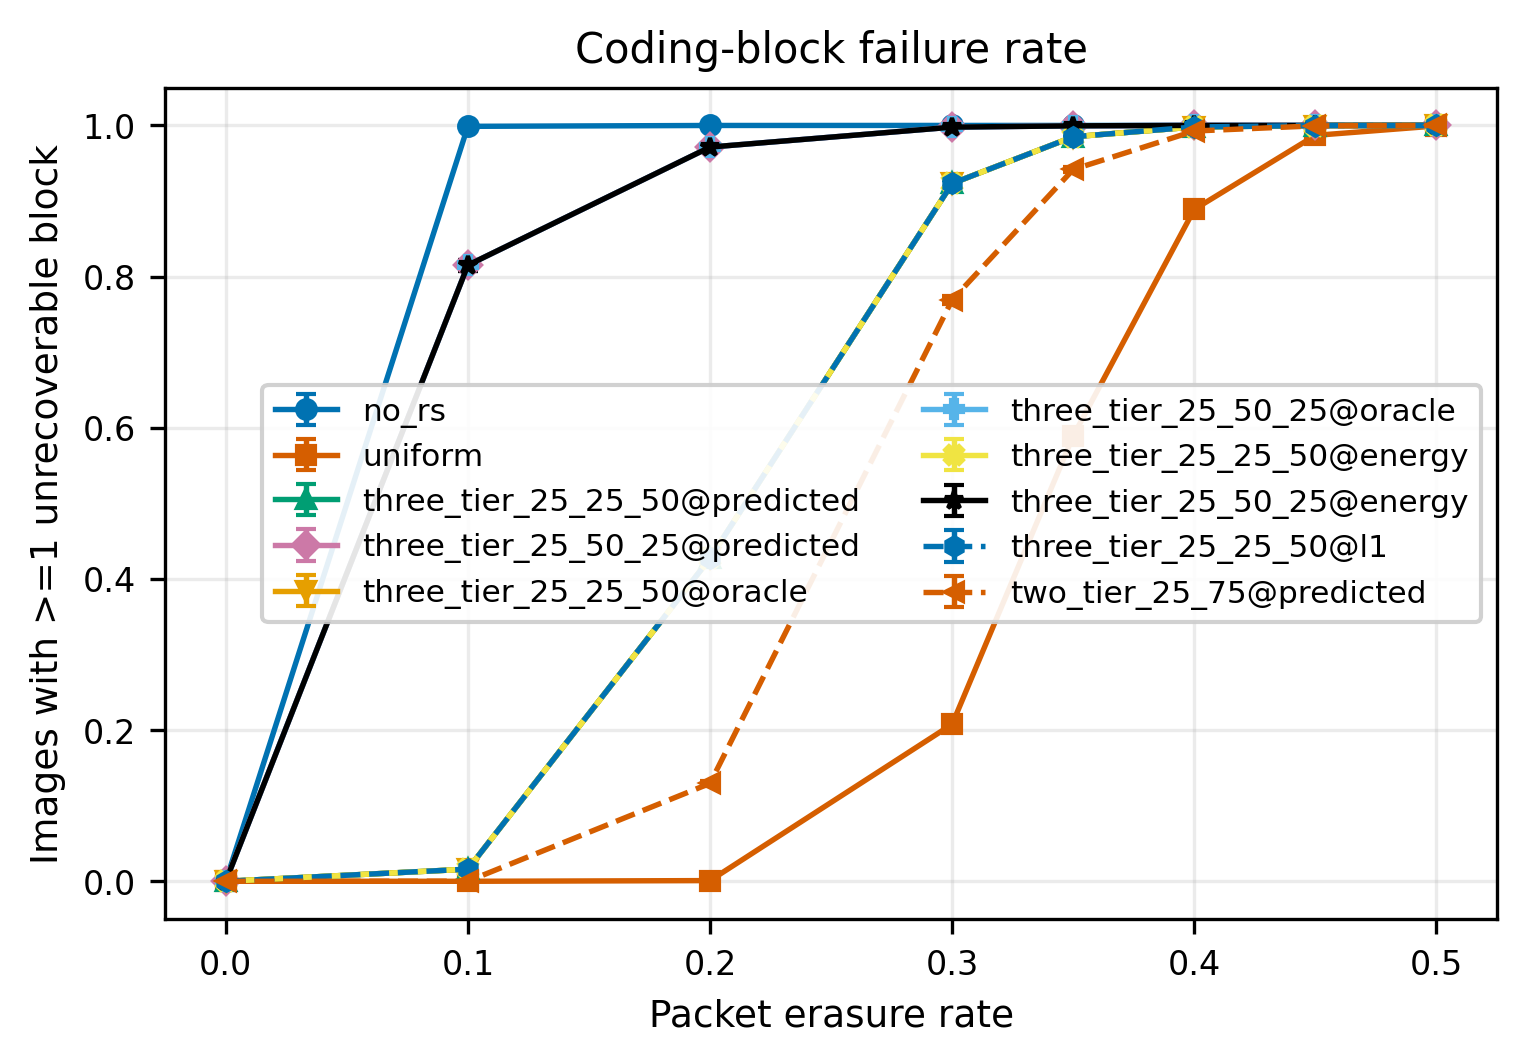 Coding-block failure rate
Images with >=1 unrecoverable block
1.0
0.8
0.6
0.4
0.2
0.0
no_rs
uniform
three_tier_25_25_50@predicted
three_tier_25_50_25@predicted
three_tier_25_25_50@oracle
three_tier_25_50_25@oracle
three_tier_25_25_50@energy
three_tier_25_50_25@energy
three_tier_25_25_50@l1
two_tier_25_75@predicted
0.0 0.1 0.2 0.3 0.4 0.5
Packet erasure rate